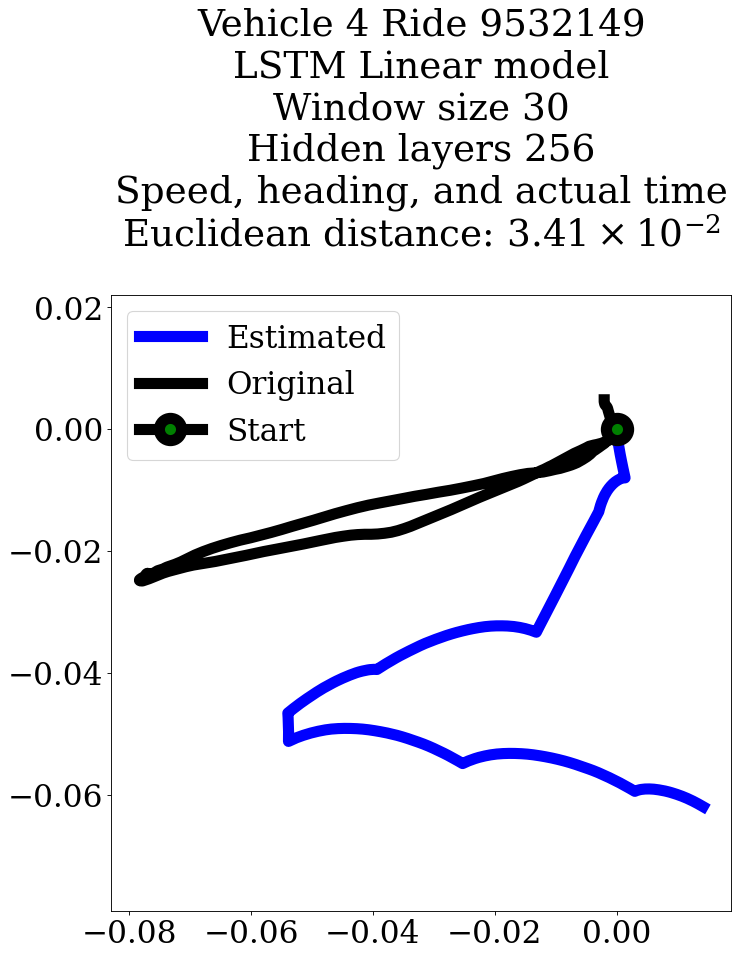 Vehicle 4 Ride 9532149
LSTM Linear model
Window size 30
Hidden layers 256
Speed, heading, and actual time
Euclidean distance: 3.41 × 10⁻²
Estimated
Original
Start
0.02
0.00
−0.02
−0.04
−0.06
−0.08 −0.06 −0.04 −0.02 0.00